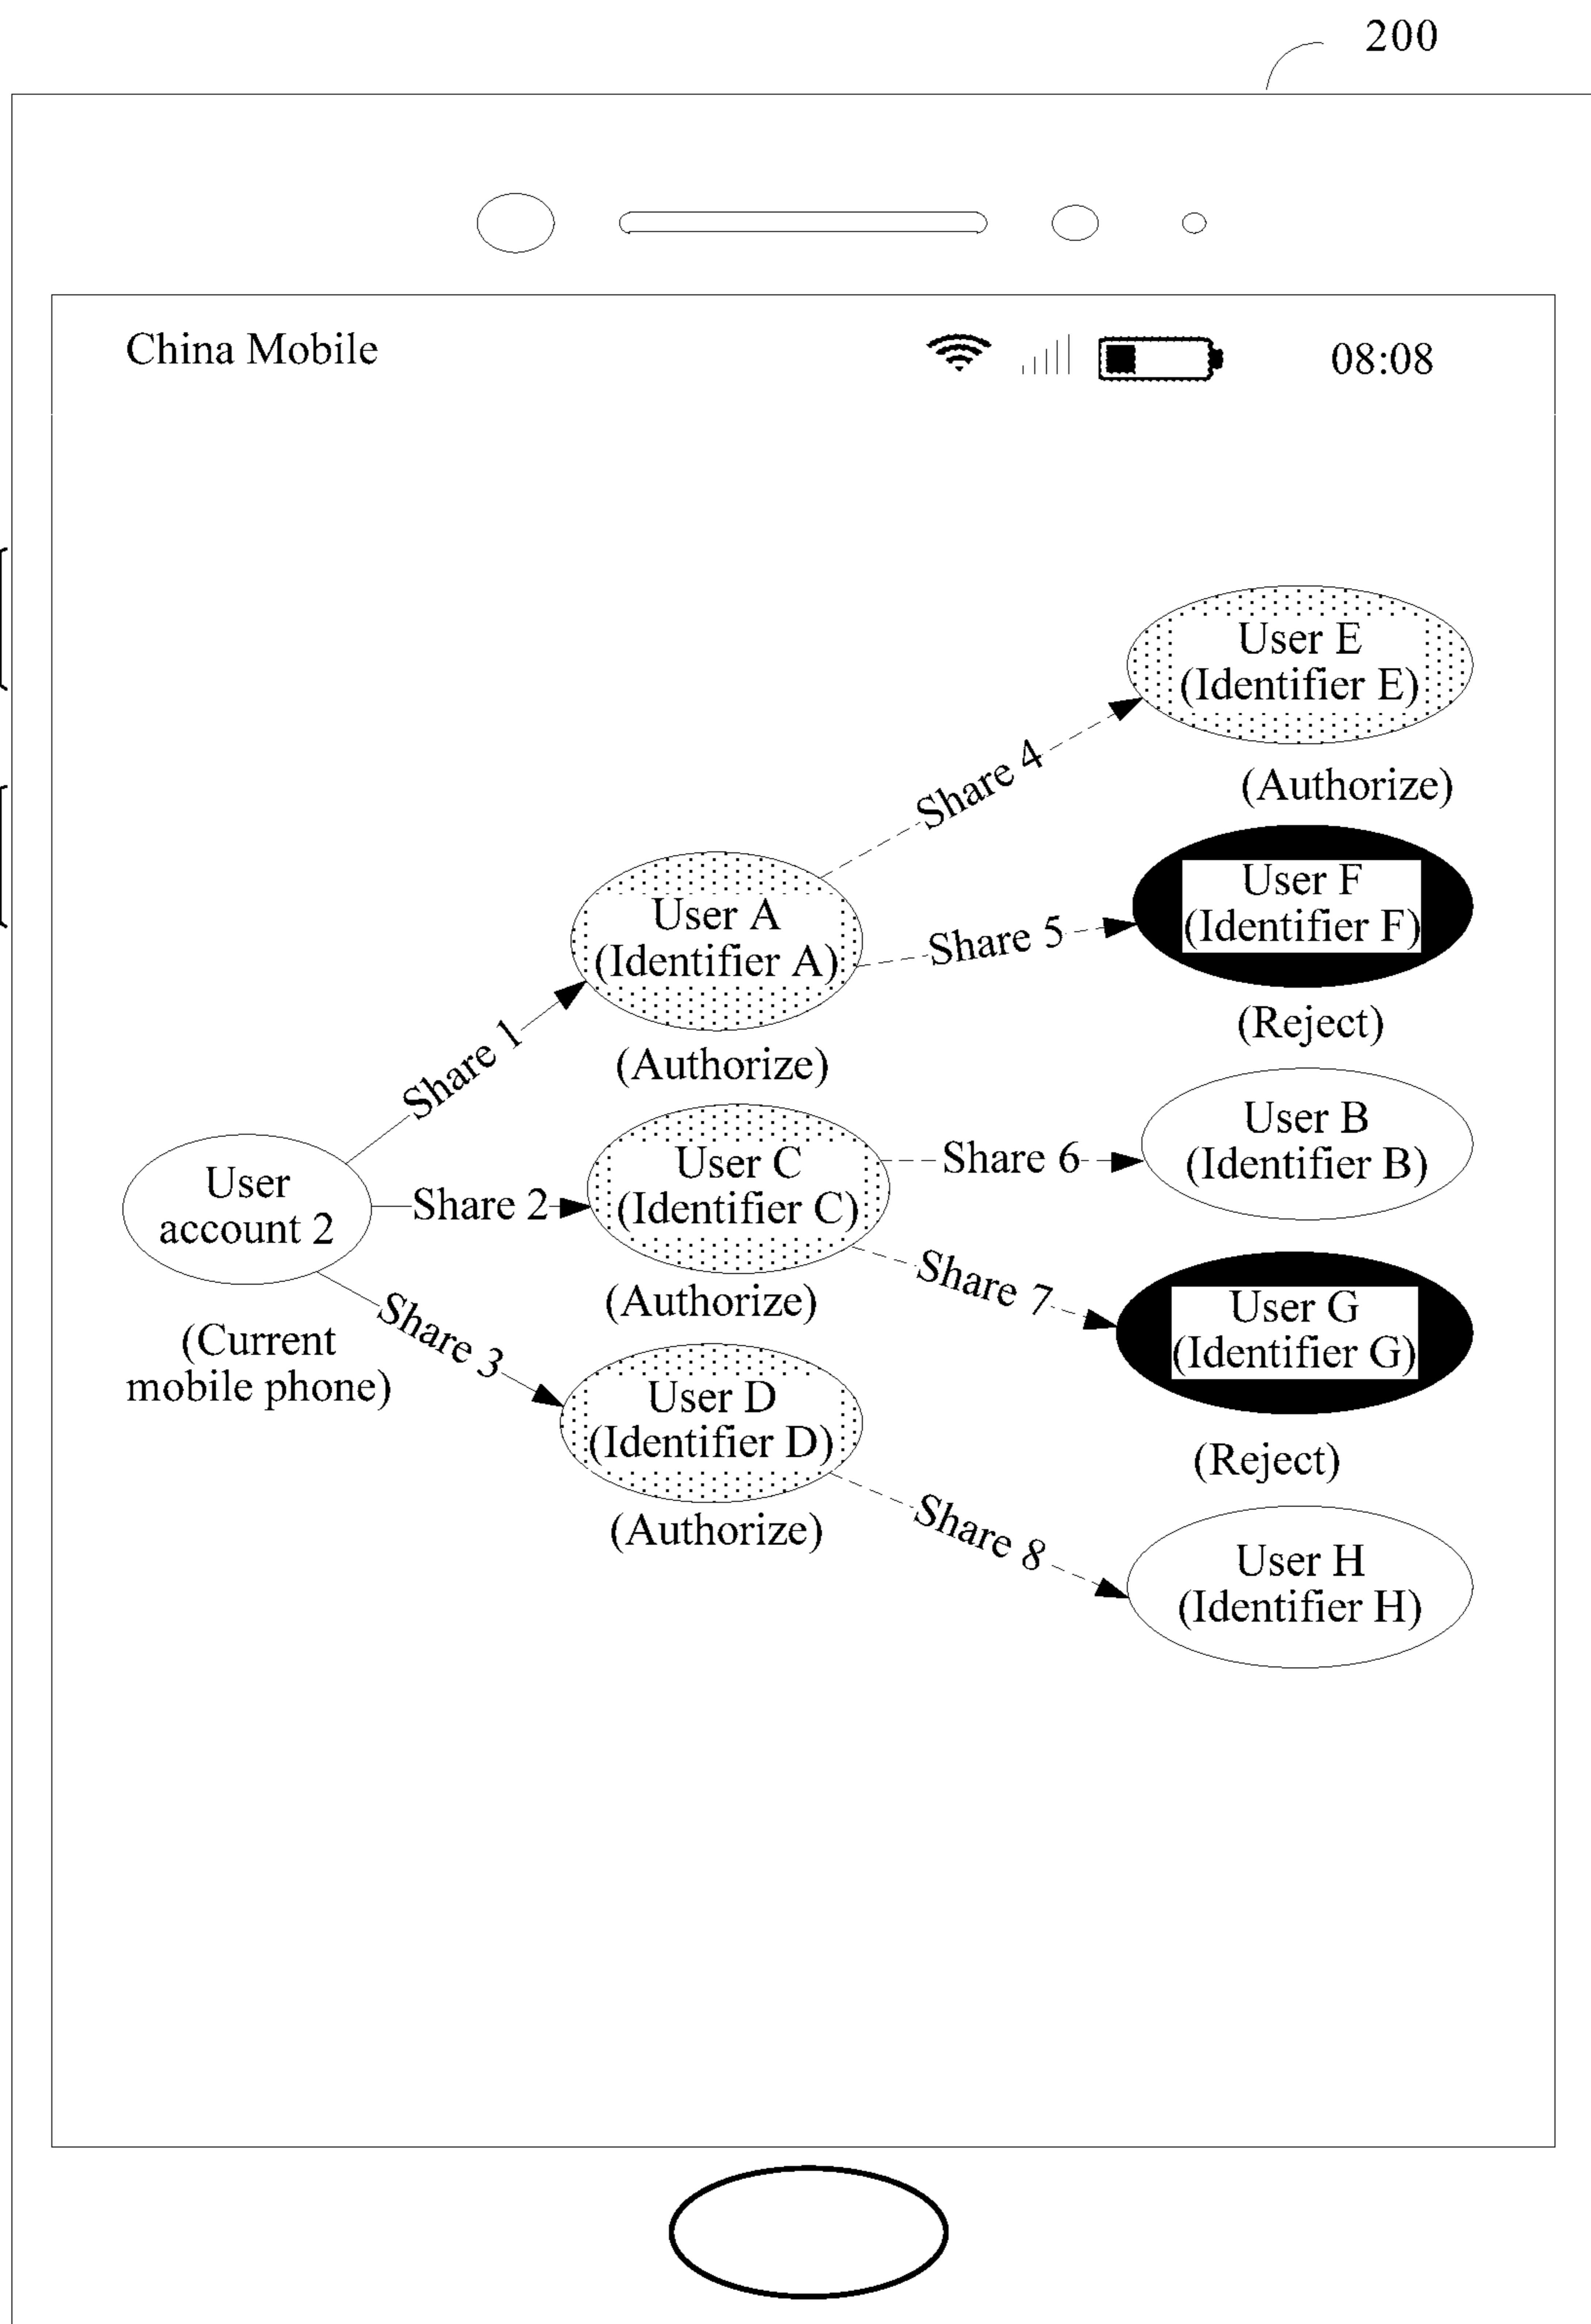 200
China Mobile
08:08
User E
(Identifier E)
(Authorize)
Share 4
User F
(Identifier F)
(Reject)
Share 5
User A
(Identifier A)
(Authorize)
Share 1
User B
(Identifier B)
Share 6
User C
(Identifier C)
(Authorize)
Share 2
User
account 2
(Current
mobile phone)
Share 7
User G
(Identifier G)
(Reject)
Share 3
User D
(Identifier D)
(Authorize)
Share 8
User H
(Identifier H)